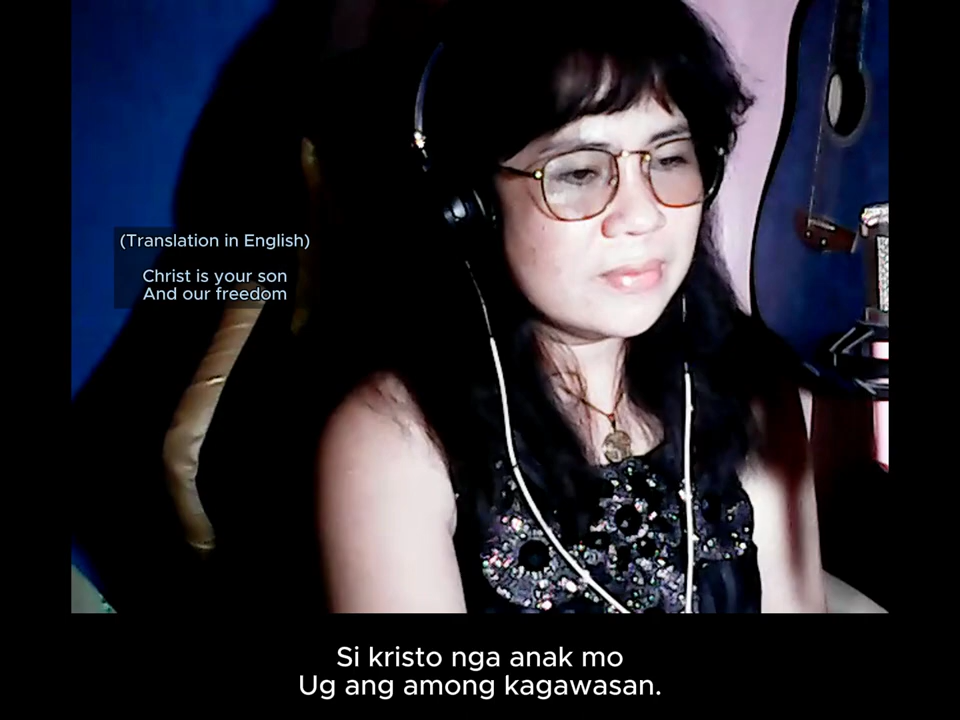 (Translation in English)
Christ is your son
And our freedom
Si kristo nga anak mo
Ug ang among kagawasan.